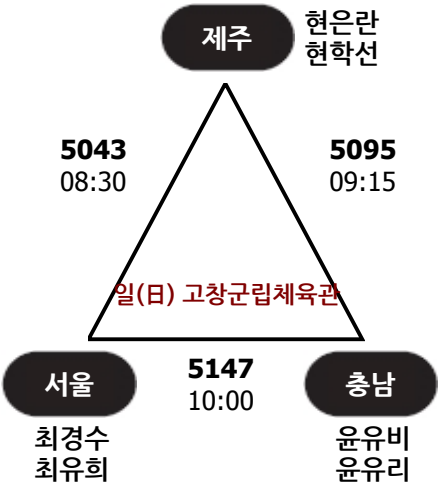 제주
현은란
현학선
5043
08:30
5095
09:15
일(日) 고창군립체육관
서울
5147
10:00
충남
최경수
최유희
윤유비
윤유리